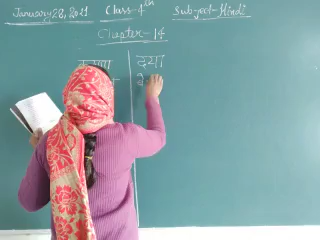 January 28, 2021 Class-4th Subject-Hindi
Chapter-14
दया